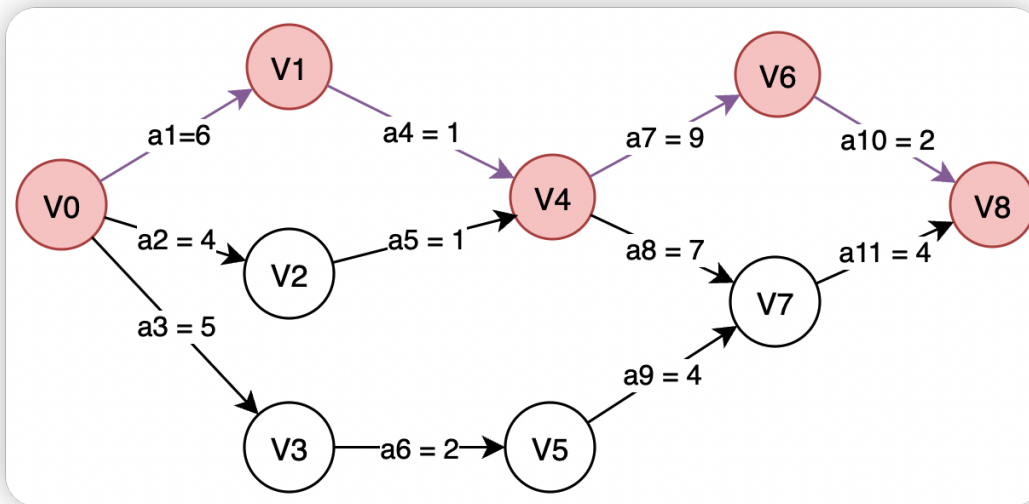 V1
V6
a1=6
a4 = 1
a7 = 9
a10 = 2
V0
V4
V8
a2 = 4
a5 = 1
a8 = 7
a11 = 4
V2
V7
a3 = 5
a9 = 4
V3
a6 = 2
V5